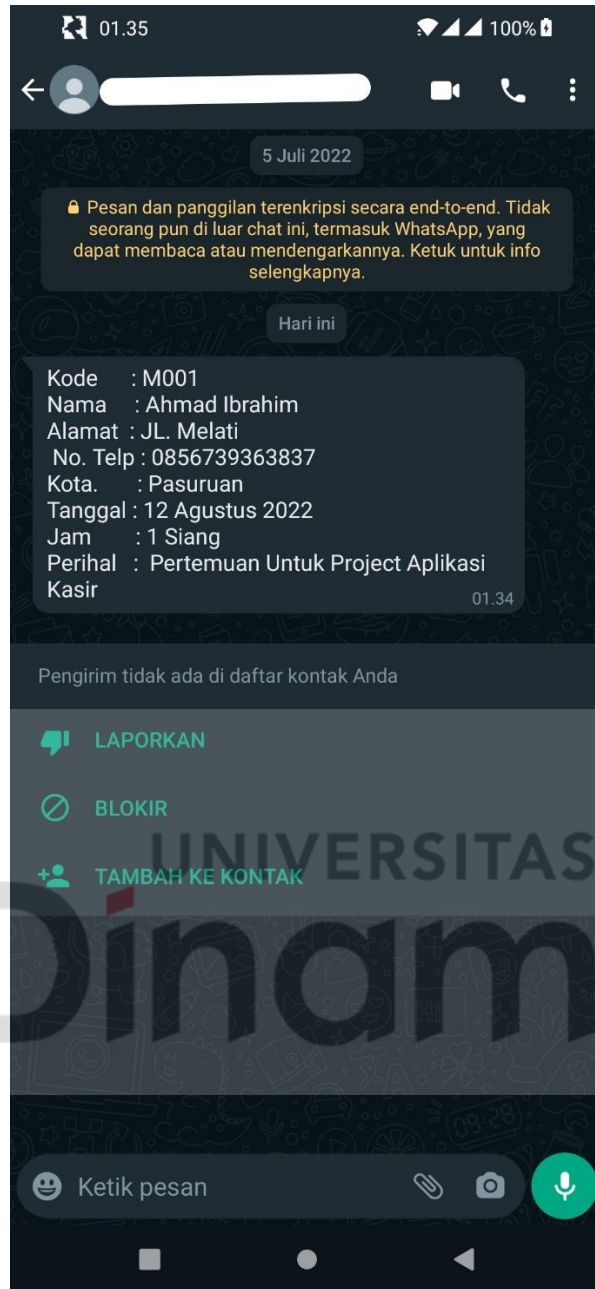 01.35
100%
5 Juli 2022
Pesan dan panggilan terenkripsi secara end-to-end. Tidak
seorang pun di luar chat ini, termasuk WhatsApp, yang
dapat membaca atau mendengarkannya. Ketuk untuk info
selengkapnya.
Hari ini
Kode : M001
Nama : Ahmad Ibrahim
Alamat : JL. Melati
No. Telp : 0856739363837
Kota. : Pasuruan
Tanggal : 12 Agustus 2022
Jam : 1 Siang
Perihal : Pertemuan Untuk Project Aplikasi
Kasir
01.34
Pengirim tidak ada di daftar kontak Anda
LAPORKAN
BLOKIR
TAMBAH KE KONTAK
UNIVERSITAS
Dinam
Ketik pesan